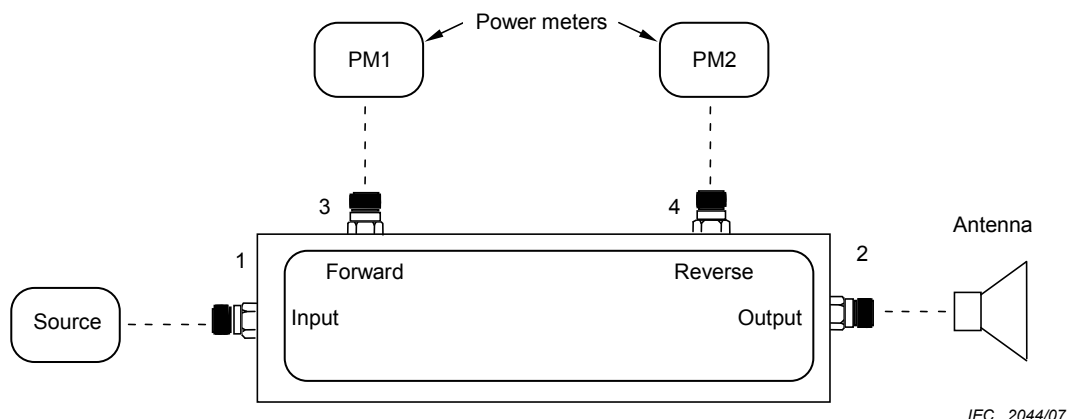 Power meters
PM1
PM2
3
4
Antenna
1
2
Forward
Reverse
Source
Input
Output
IEC 2044/07